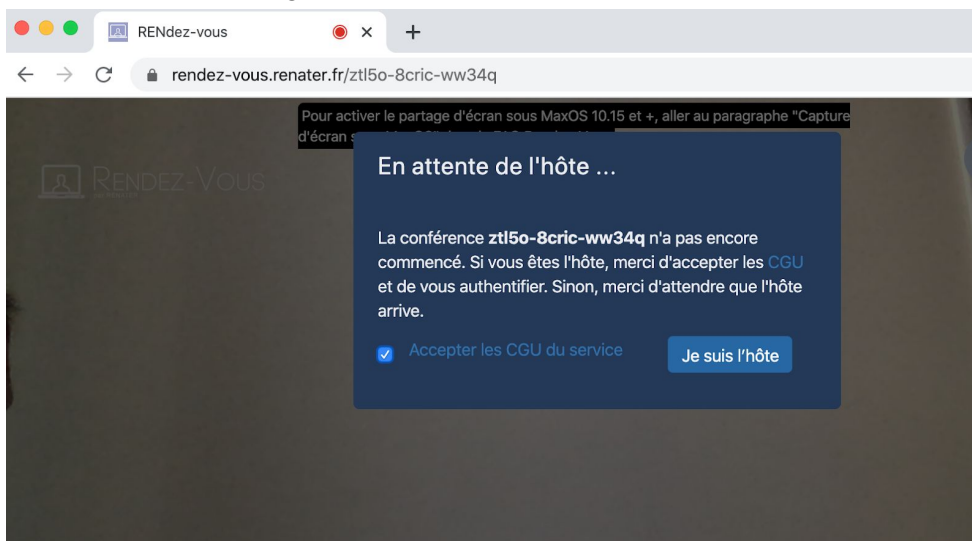 RENdez-vous
rendez-vous.renater.fr/ztl5o-8cric-ww34q
Pour activer le partage d'écran sous MaxOS 10.15 et +, aller au paragraphe "Capture
d'écran s
RENDEZ-VOUS
En attente de l'hôte ...
La conférence ztl5o-8cric-ww34q n'a pas encore
commencé. Si vous êtes l'hôte, merci d'accepter les CGU
et de vous authentifier. Sinon, merci d'attendre que l'hôte
arrive.
Accepter les CGU du service
Je suis l'hôte